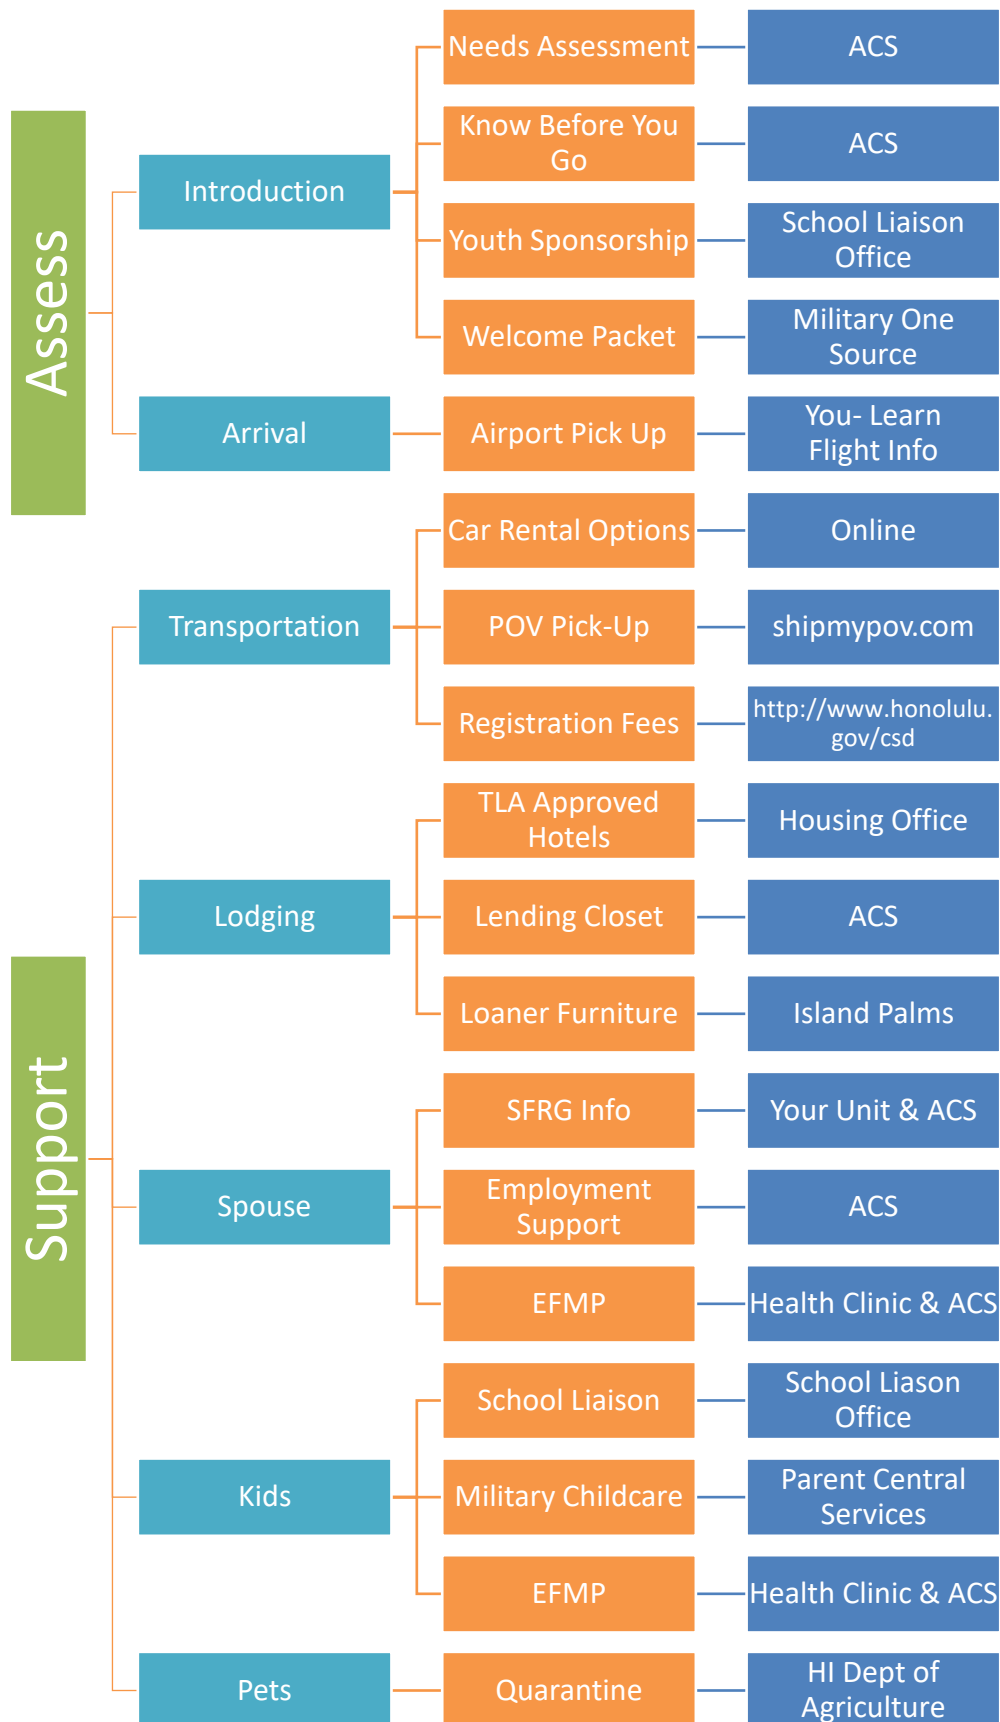 Assess
Introduction
Needs Assessment
ACS
Know Before You
Go
ACS
Youth Sponsorship
School Liaison
Office
Welcome Packet
Military One
Source
Arrival
Airport Pick Up
You- Learn
Flight Info
Support
Transportation
Car Rental Options
Online
POV Pick-Up
shipmypov.com
Registration Fees
http://www.honolulu.
gov/csd
Lodging
TLA Approved
Hotels
Housing Office
Lending Closet
ACS
Loaner Furniture
Island Palms
Spouse
SFRG Info
Your Unit & ACS
Employment
Support
ACS
EFMP
Health Clinic & ACS
Kids
School Liaison
School Liason
Office
Military Childcare
Parent Central
Services
EFMP
Health Clinic & ACS
Pets
Quarantine
HI Dept of
Agriculture